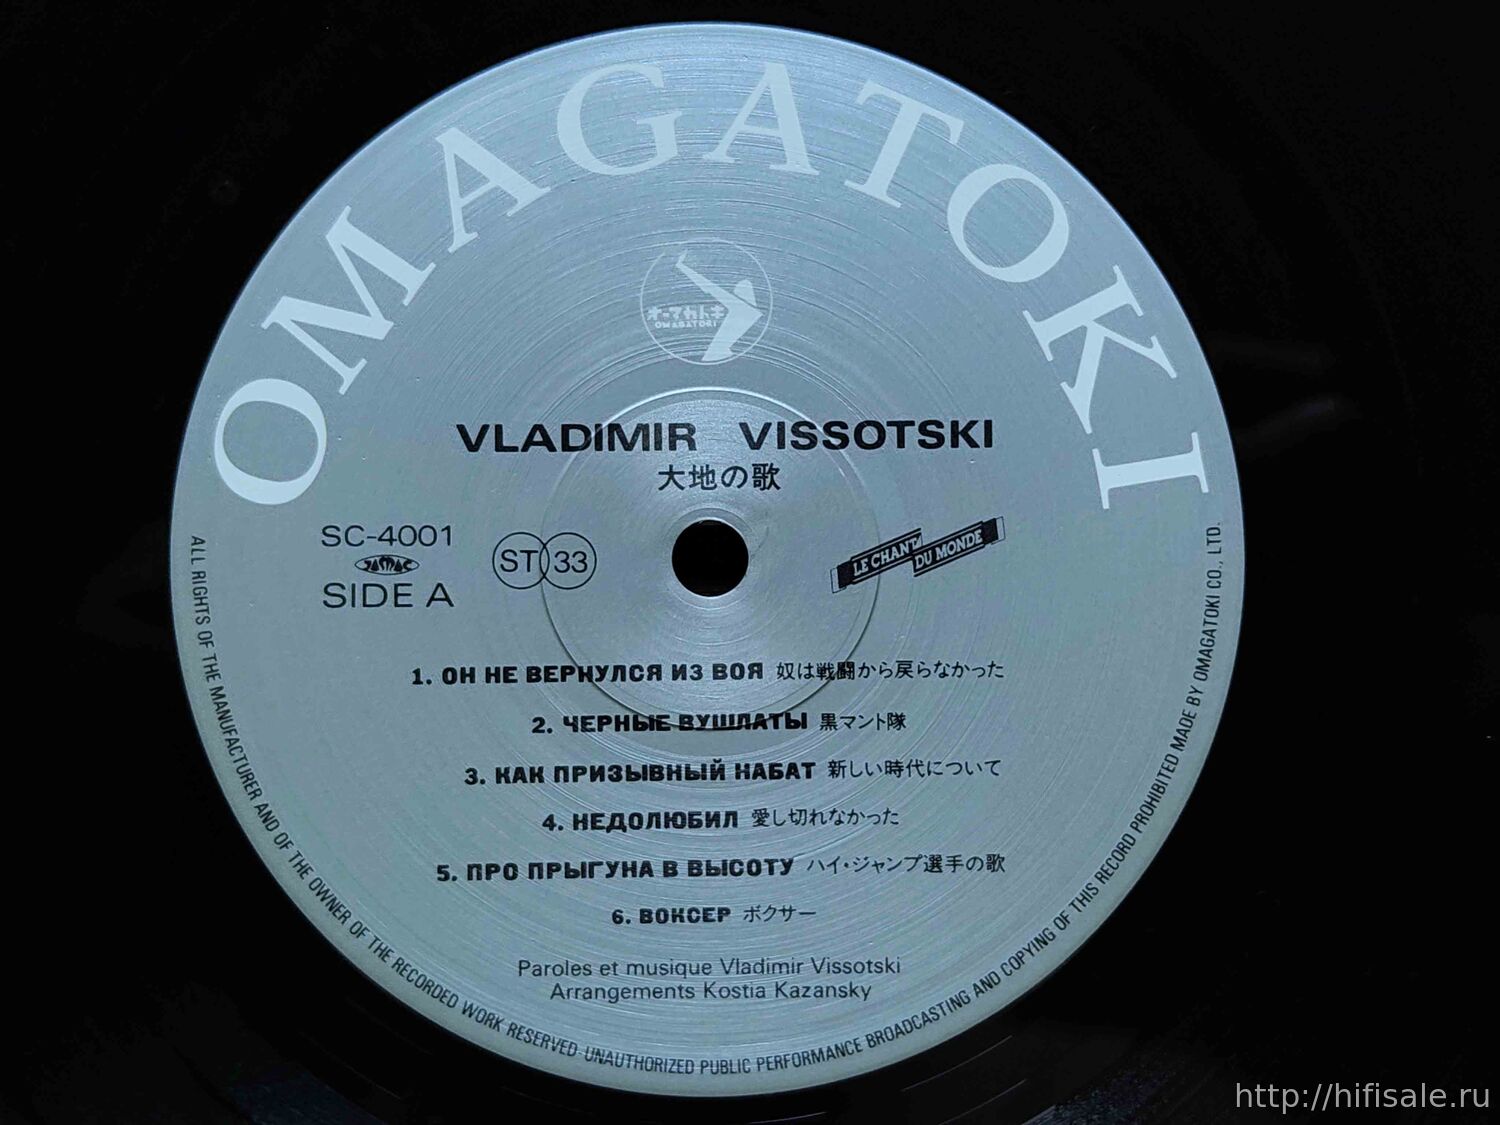 OMAGATOKI
オーマガトキ
OMAGATOKI
VLADIMIR VISSOTSKI
大地の歌
SC-4001
JASRAC
SIDE A
ST 33
LE CHANT DU MONDE
1. ОН НЕ ВЕРНУЛСЯ ИЗ ВОЯ 奴は戦闘から戻らなかった
2. ЧЕРНЫЕ ВУШЛАТЫ 黒マント隊
3. КАК ПРИЗЫВНЫЙ НАБАТ 新しい時代について
4. НЕДОЛЮБИЛ 愛し切れなかった
5. ПРО ПРЫГУНА В ВЫСОТУ ハイ・ジャンプ選手の歌
6. ВОКСЕР ボクサー
Paroles et musique Vladimir Vissotski
Arrangements Kostia Kazansky
ALL RIGHTS OF THE MANUFACTURER AND OF THE OWNER OF THE RECORDED WORK RESERVED UNAUTHORIZED PUBLIC PERFORMANCE BROADCASTING AND COPYING OF THIS RECORD PROHIBITED MADE BY OMAGATOKI CO., LTD.
http://hifisale.ru